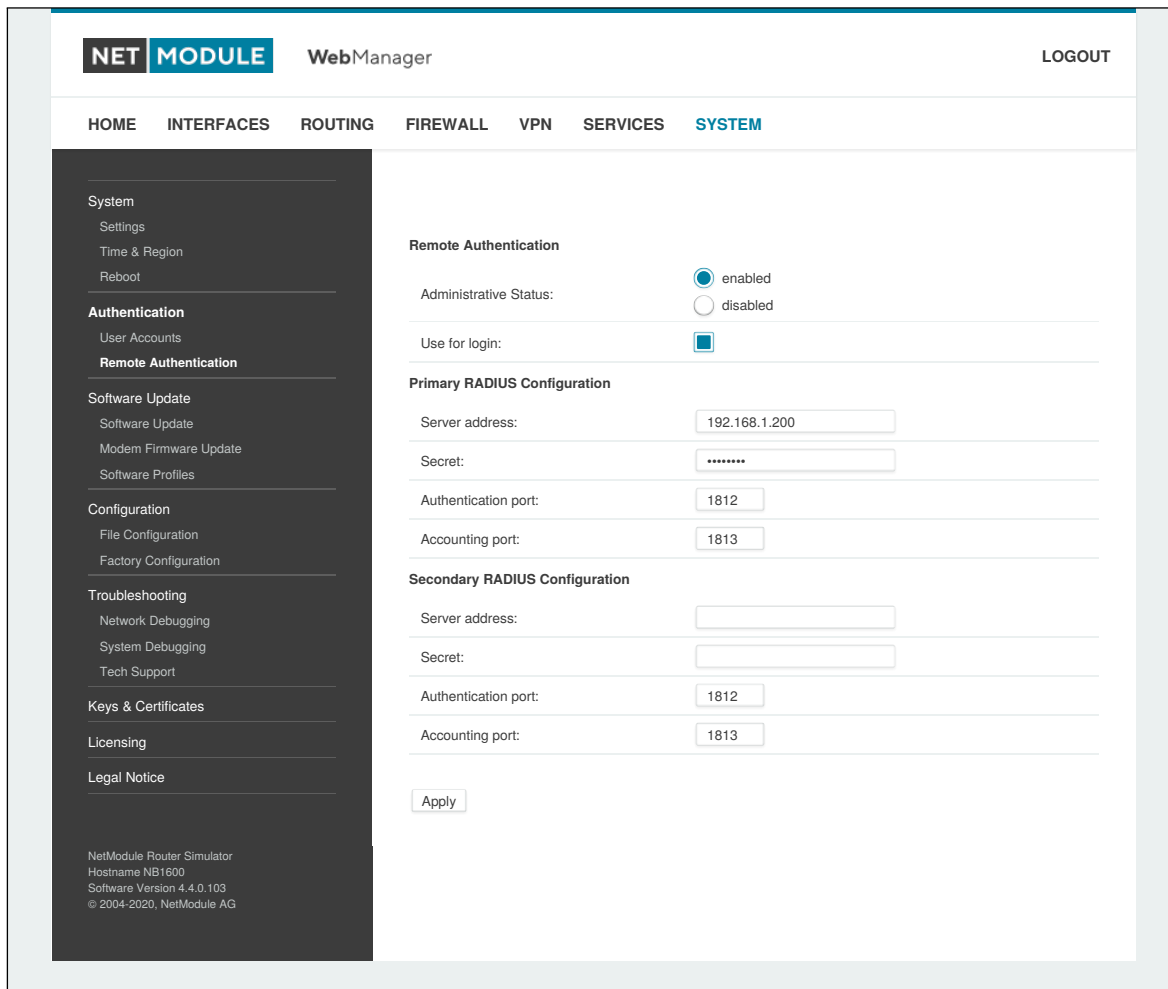 NET MODULE WebManager LOGOUT
HOME INTERFACES ROUTING FIREWALL VPN SERVICES SYSTEM
System
Settings
Time & Region
Reboot
Authentication
User Accounts
Remote Authentication
Software Update
Software Update
Modem Firmware Update
Software Profiles
Configuration
File Configuration
Factory Configuration
Troubleshooting
Network Debugging
System Debugging
Tech Support
Keys & Certificates
Licensing
Legal Notice
NetModule Router Simulator
Hostname NB1600
Software Version 4.4.0.103
© 2004-2020, NetModule AG
Remote Authentication
Administrative Status: enabled
disabled
Use for login:
Primary RADIUS Configuration
Server address: 192.168.1.200
Secret: ••••••••
Authentication port: 1812
Accounting port: 1813
Secondary RADIUS Configuration
Server address:
Secret:
Authentication port: 1812
Accounting port: 1813
Apply